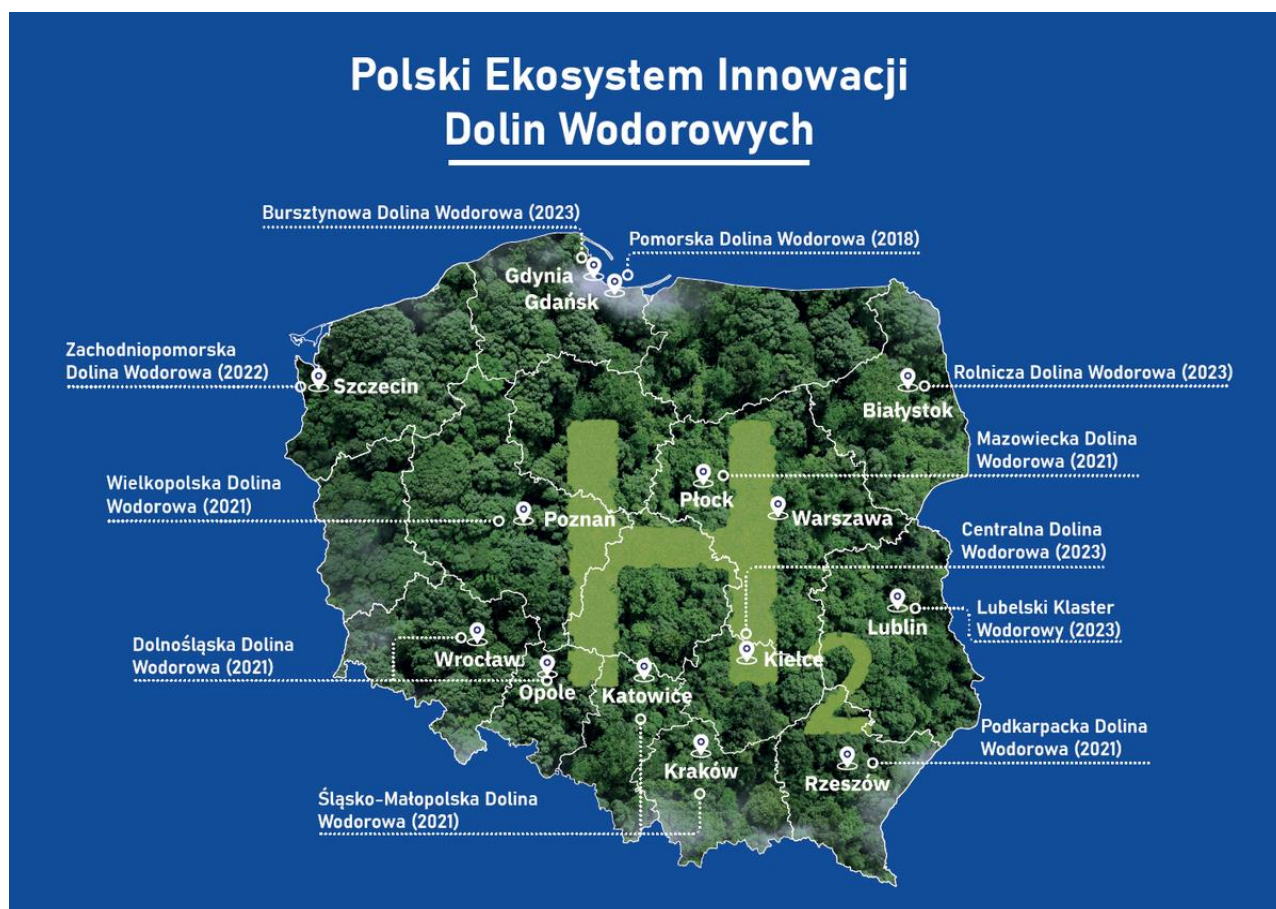 Polski Ekosystem Innowacji
Dolin Wodorowych
Bursztynowa Dolina Wodorowa (2023)
Pomorska Dolina Wodorowa (2018)
Gdynia
Gdańsk
Zachodniopomorska
Dolina Wodorowa (2022)
Szczecin
Rolnicza Dolina Wodorowa (2023)
Białystok
Mazowiecka Dolina
Wodorowa (2021)
Płock
Wielkopolska Dolina
Wodorowa (2021)
Poznań
Warszawa
Centralna Dolina
Wodorowa (2023)
Lubelski Klaster
Wodorowy (2023)
Lublin
Dolnośląska Dolina
Wodorowa (2021)
Wrocław
Opole
Katowice
Kielce
H2
Podkarpacka Dolina
Wodorowa (2021)
Kraków
Rzeszów
Śląsko-Małopolska Dolina
Wodorowa (2021)